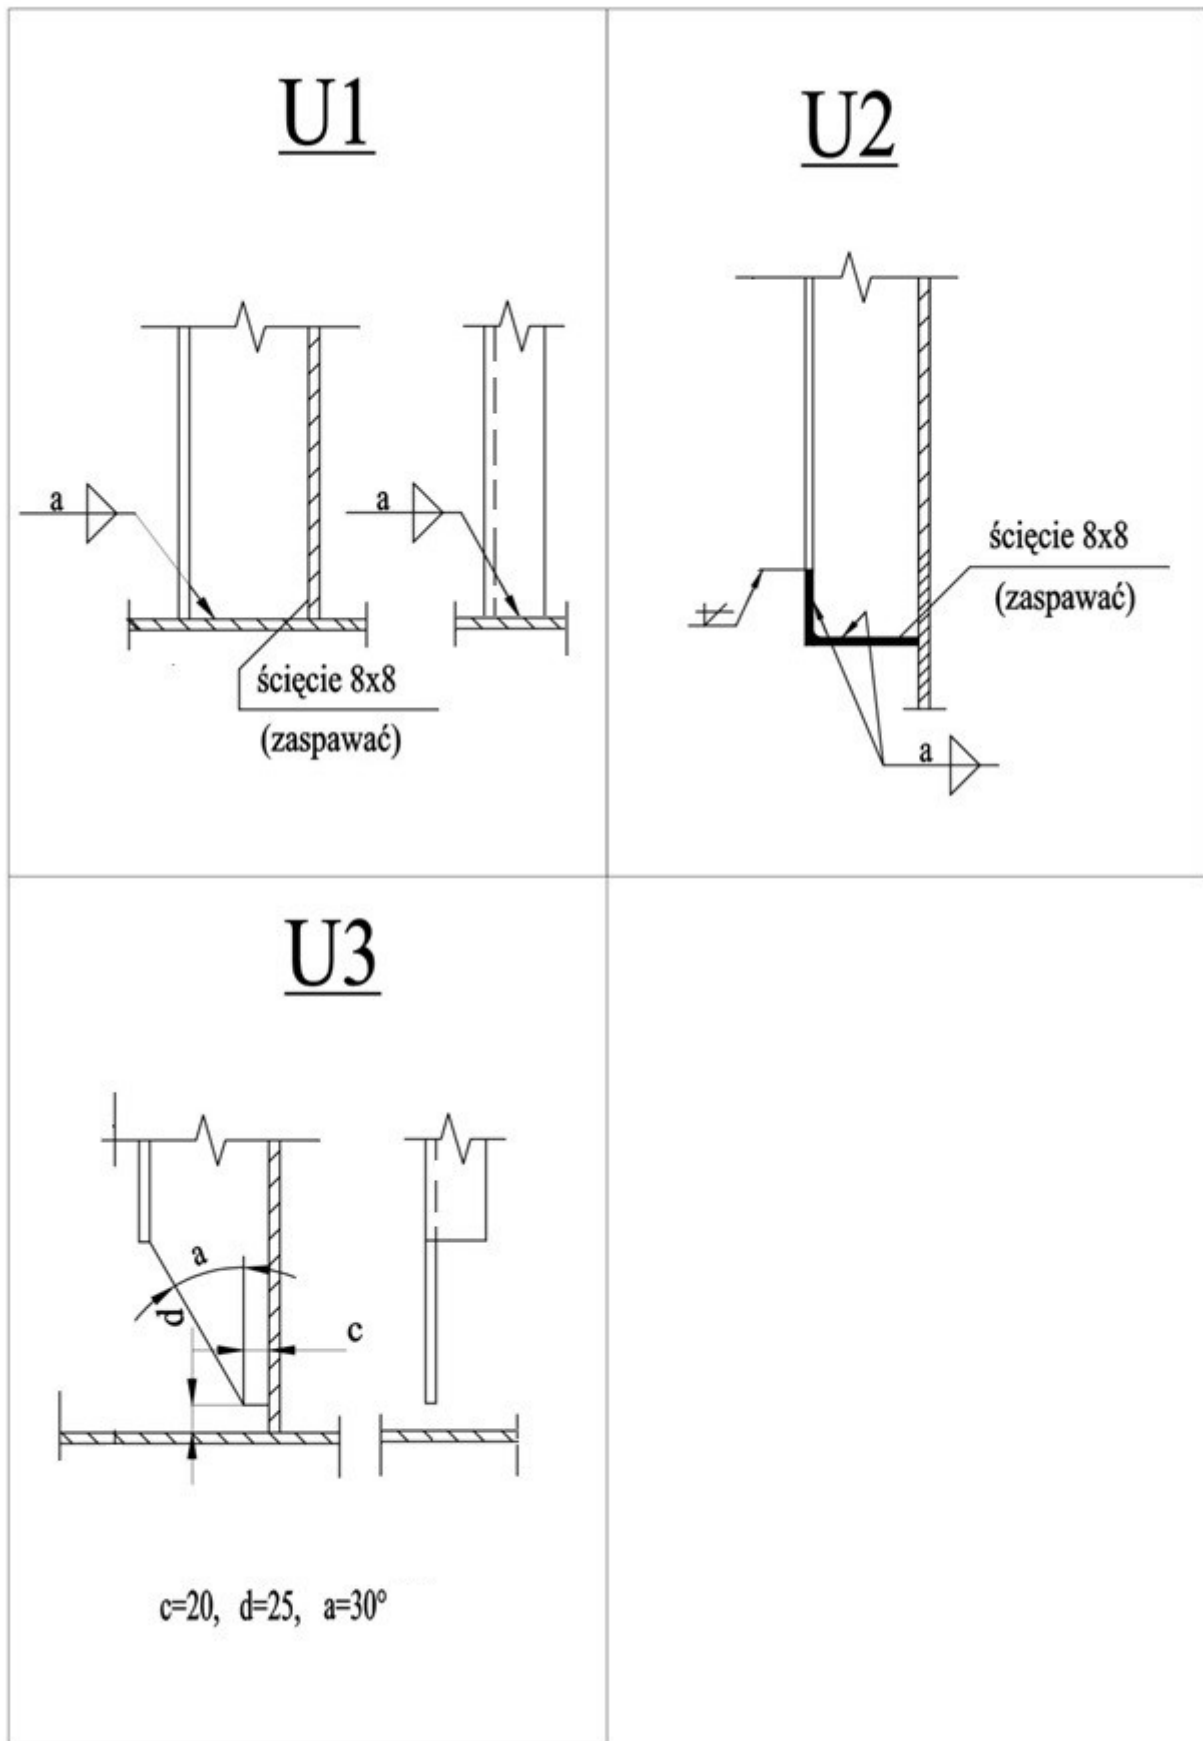 U1
a
a
ścięcie 8x8
(zaspawać)
U2
ścięcie 8x8
(zaspawać)
a
U3
a
d
c
c=20, d=25, a=30°